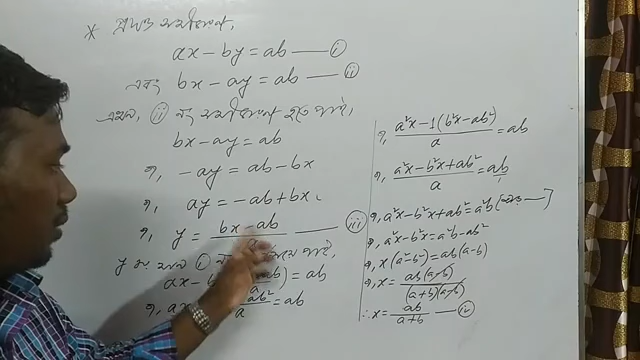 * প্রদত্ত সমীকরণ,
ax - by = ab —— (i)
এবং bx - ay = ab —— (ii)
এখন, (ii) নং সমীকরণ হতে পাই,
bx - ay = ab
বা, -ay = ab - bx
বা, ay = -ab + bx
বা, y = (bx - ab)/a —— (iii)
y এর মান (i) নং
ax - b = ab
বা, ax ab²/a = ab
বা, (a²x - 1(b²x - ab²))/a = ab
বা, (a²x - b²x + ab²)/a = ab
বা, a²x - b²x + ab² = a²b
বা, a²x - b²x = a²b - ab²
বা, x(a² - b²) = ab(a-b)
বা, x = ab(a-b)/((a+b)(a-b))
∴ x = ab/(a+b) —— (iv)